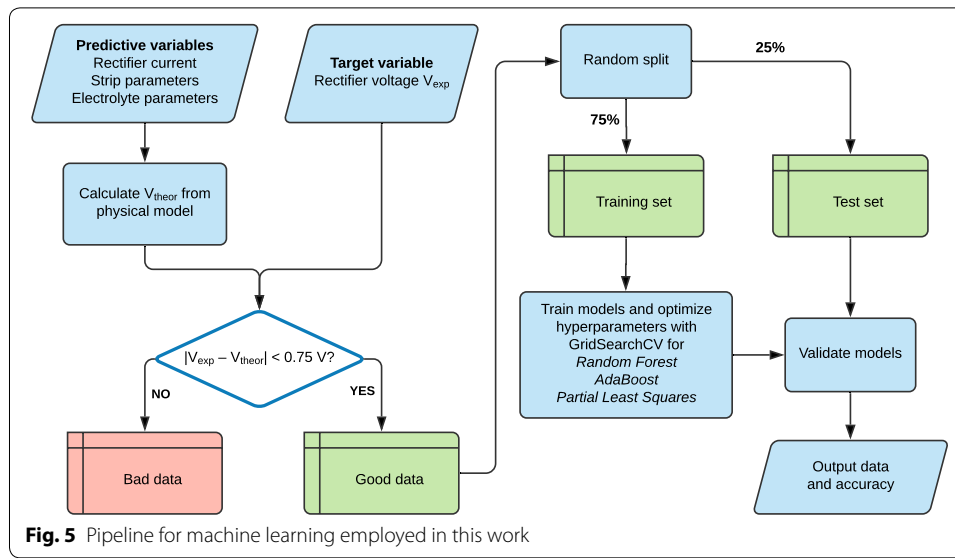 Predictive variables
Rectifier current
Strip parameters
Electrolyte parameters
Target variable
Rectifier voltage Vexp
Calculate Vtheor from
physical model
|Vexp – Vtheor| < 0.75 V?
NO
YES
Bad data
Good data
Random split
25%
75%
Training set
Test set
Train models and optimize
hyperparameters with
GridSearchCV for
Random Forest
AdaBoost
Partial Least Squares
Validate models
Output data
and accuracy
Fig. 5 Pipeline for machine learning employed in this work